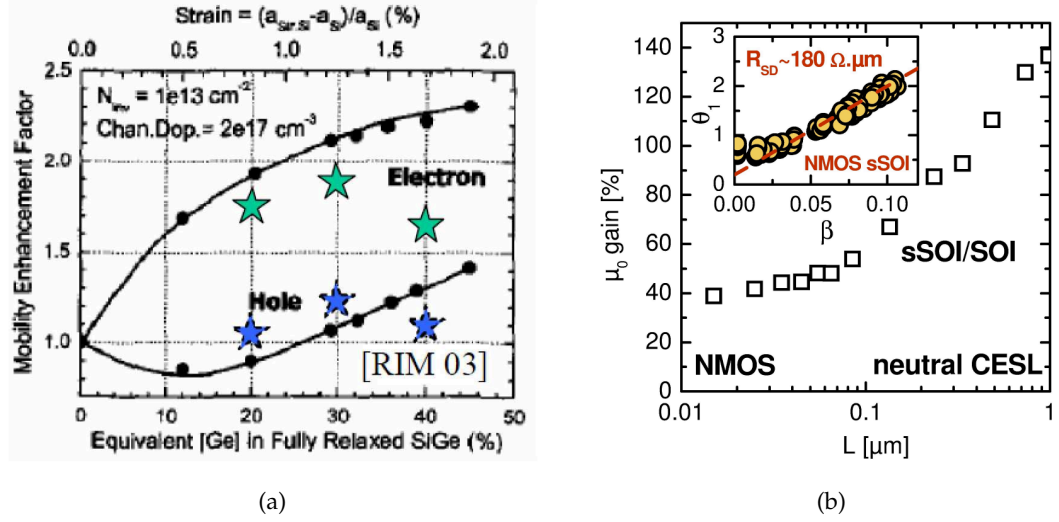 Strain = (a_Str.Si-a_Si)/a_Si (%)
0.0 0.5 1.0 1.5 2.0
2.5
2.0
1.5
1.0
Mobility Enhancement Factor
N_inv = 1e13 cm⁻²
Chan.Dop.= 2e17 cm⁻³
Electron
Hole
[RIM 03]
0 10 20 30 40 50
Equivalent [Ge] in Fully Relaxed SiGe (%)
(a)
140
120
100
80
60
40
20
0
μ₀ gain [%]
R_SD~180 Ω.μm
NMOS sSOI
3
2
1
0
θ₁
0.00 0.05 0.10
β
sSOI/SOI
NMOS neutral CESL
0.01 0.1 1
L [μm]
(b)